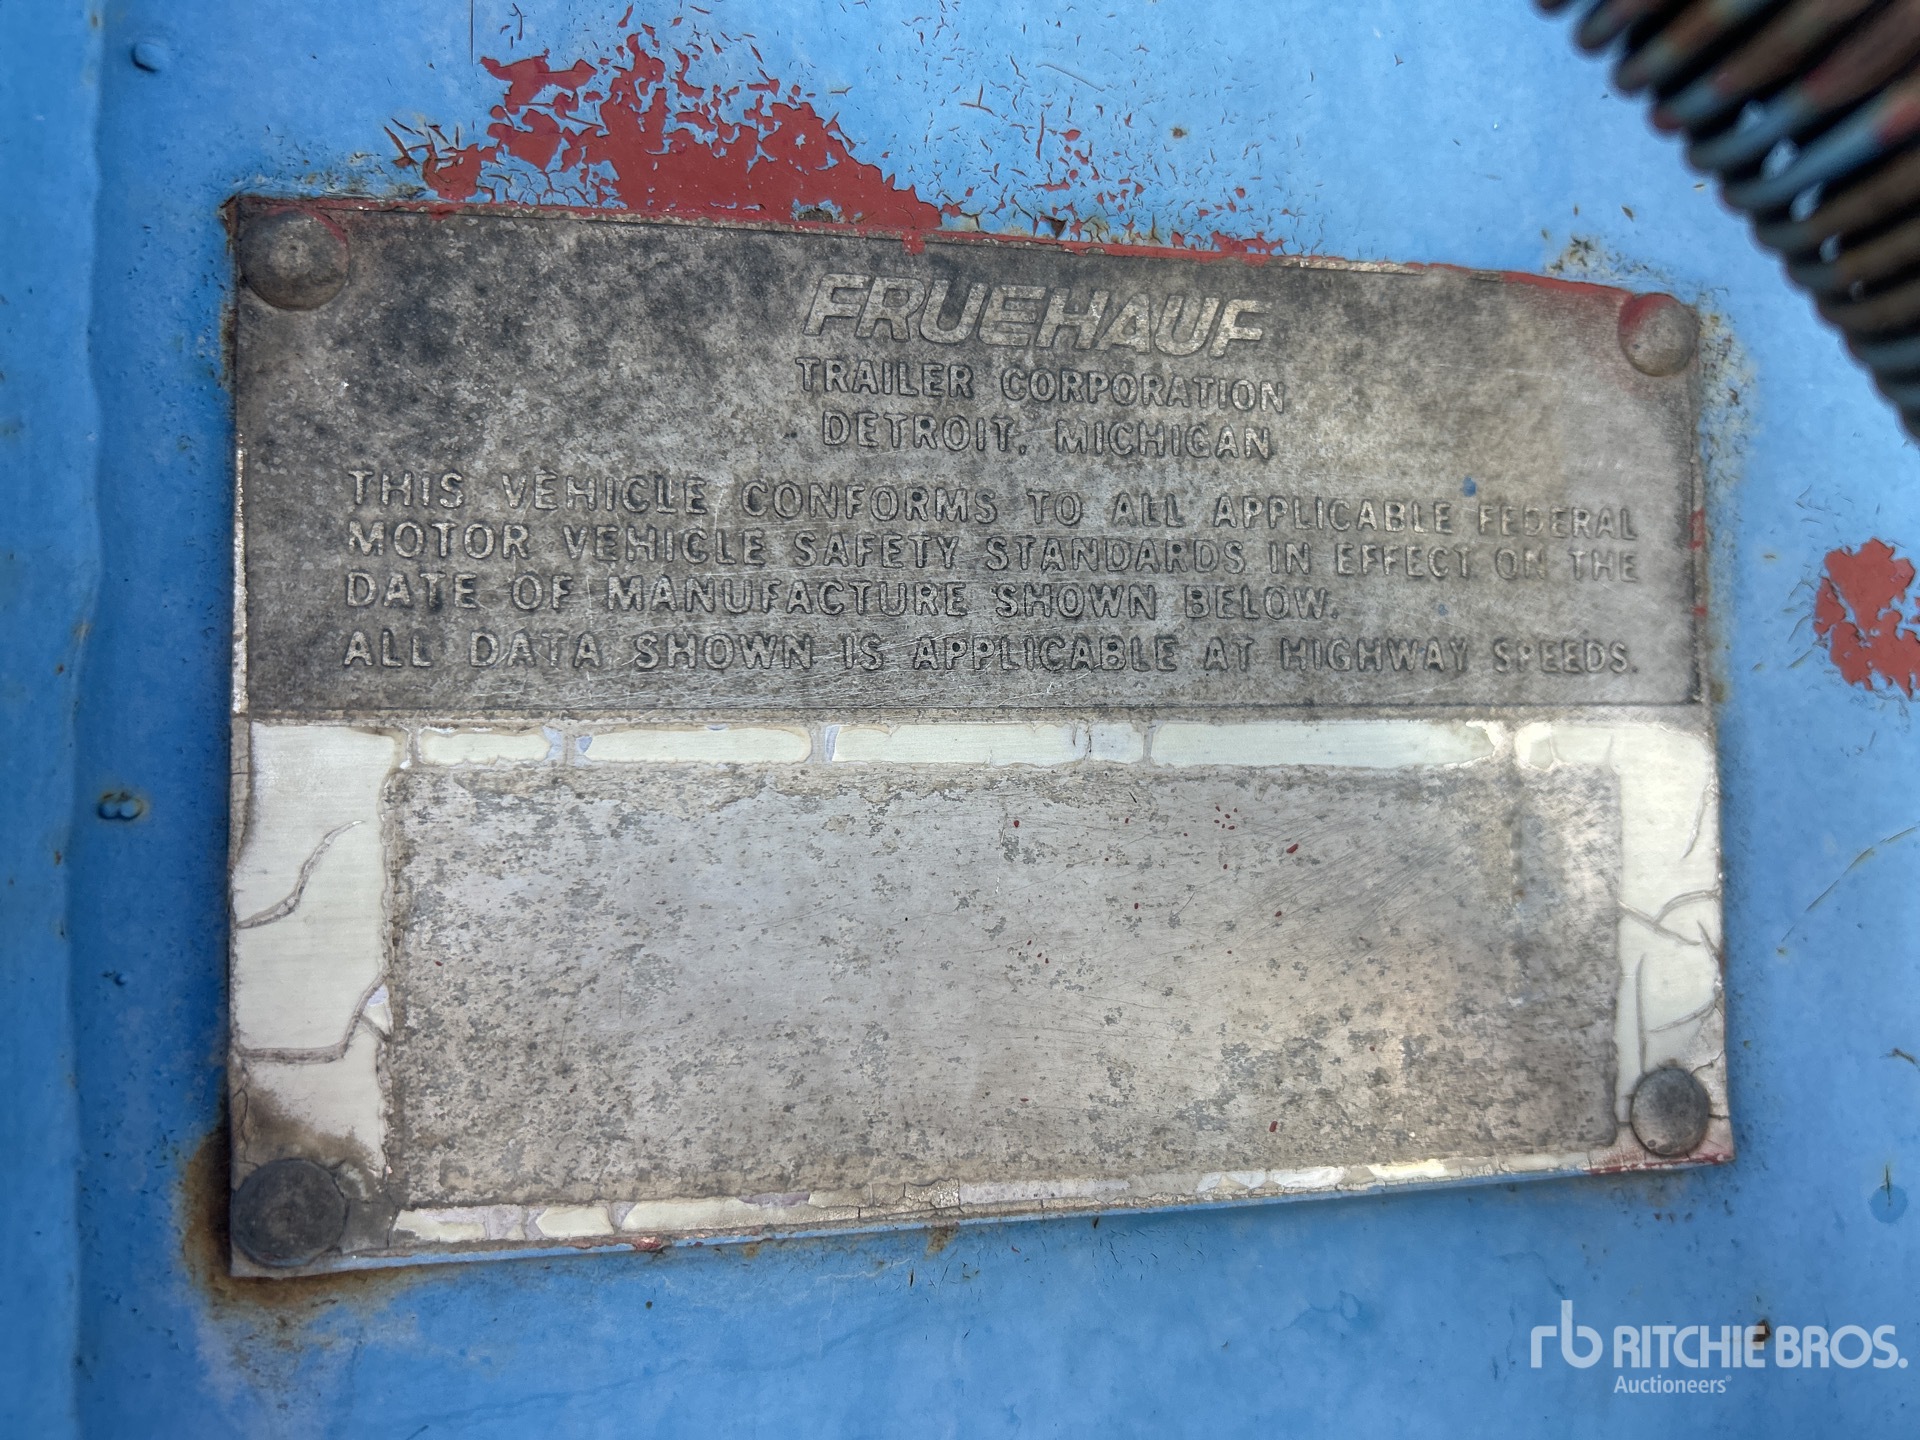 FRUEHAUF
TRAILER CORPORATION
DETROIT, MICHIGAN
THIS VEHICLE CONFORMS TO ALL APPLICABLE FEDERAL
MOTOR VEHICLE SAFETY STANDARDS IN EFFECT ON THE
DATE OF MANUFACTURE SHOWN BELOW.
ALL DATA SHOWN IS APPLICABLE AT HIGHWAY SPEEDS.
rb RITCHIE BROS.
Auctioneers